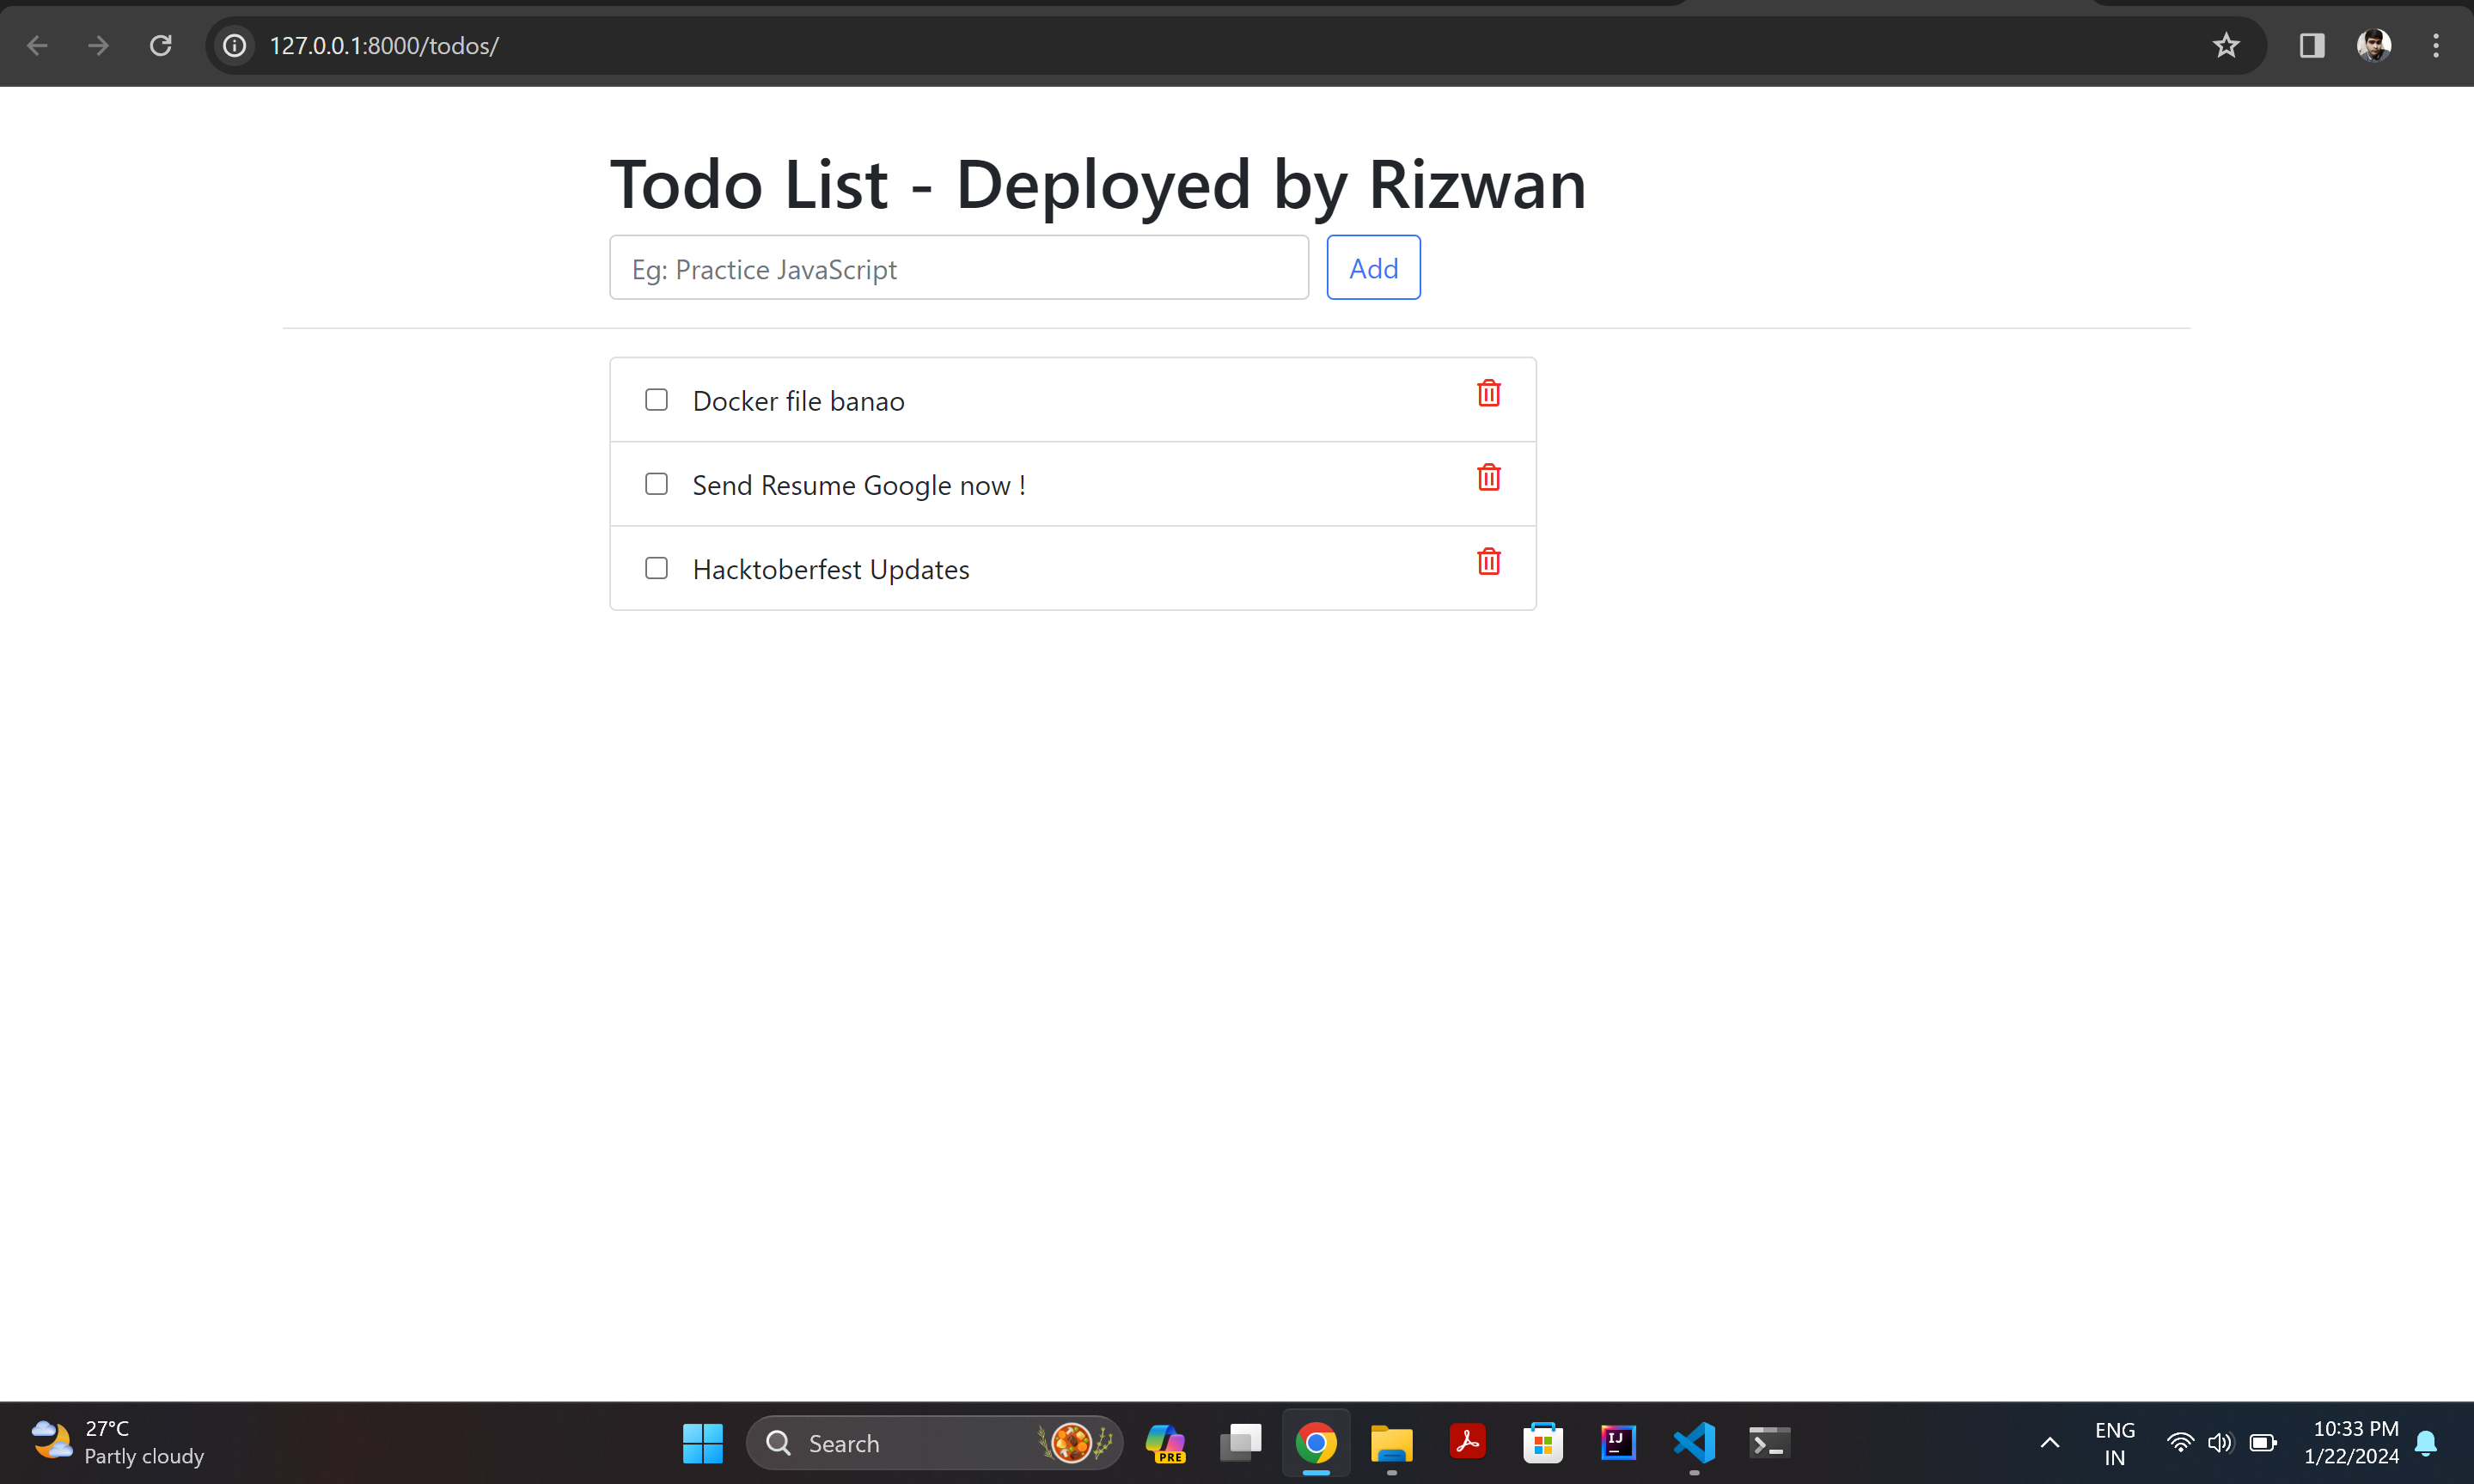 127.0.0.1:8000/todos/
Todo List - Deployed by Rizwan
Eg: Practice JavaScript
Add
Docker file banao
Send Resume Google now !
Hacktoberfest Updates
27°C
Partly cloudy
Search
PRE
IJ
ENG
IN
10:33 PM
1/22/2024